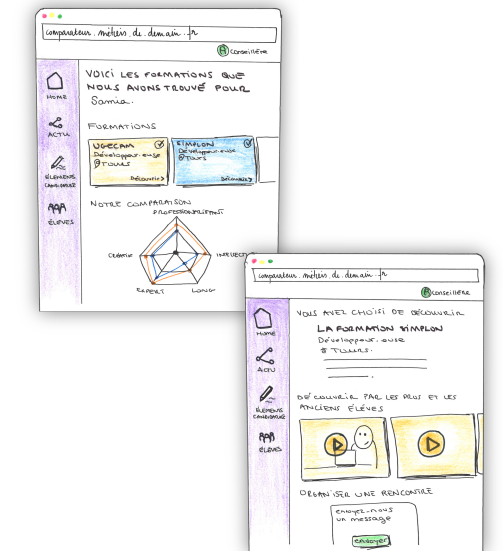 comparateur.métiers.de.demain.fr
Conseillère
HOME
ACTU
ÉLÉMENTS
CANDIDATURE
ÉLÈVES
VOICI LES FORMATIONS QUE
NOUS AVONS TROUVÉ POUR
Samia.
FORMATIONS
UGECAM
Développeur.euse
@TOURS
DÉCOUVRIR >
SIMPLON
Développeur.euse
@TOURS
DÉCOUVRIR >
NOTRE COMPARAISON
PROFESSIONNALISANT
CRÉATIF
EXPERT
LONG
comparateur.métiers.de.demain.fr
Conseillère
HOME
ACTU
ÉLÉMENTS
CANDIDATURE
ÉLÈVES
VOUS AVEZ CHOISI DE DÉCOUVRIR
LA FORMATION SIMPLON
Développeur.euse
@ TOURS.
DÉCOUVRIR PAR LES PROS ET LES
ANCIENS ÉLÈVES
ORGANISER UNE RENCONTRE
envoyez-nous
un message
envoyer